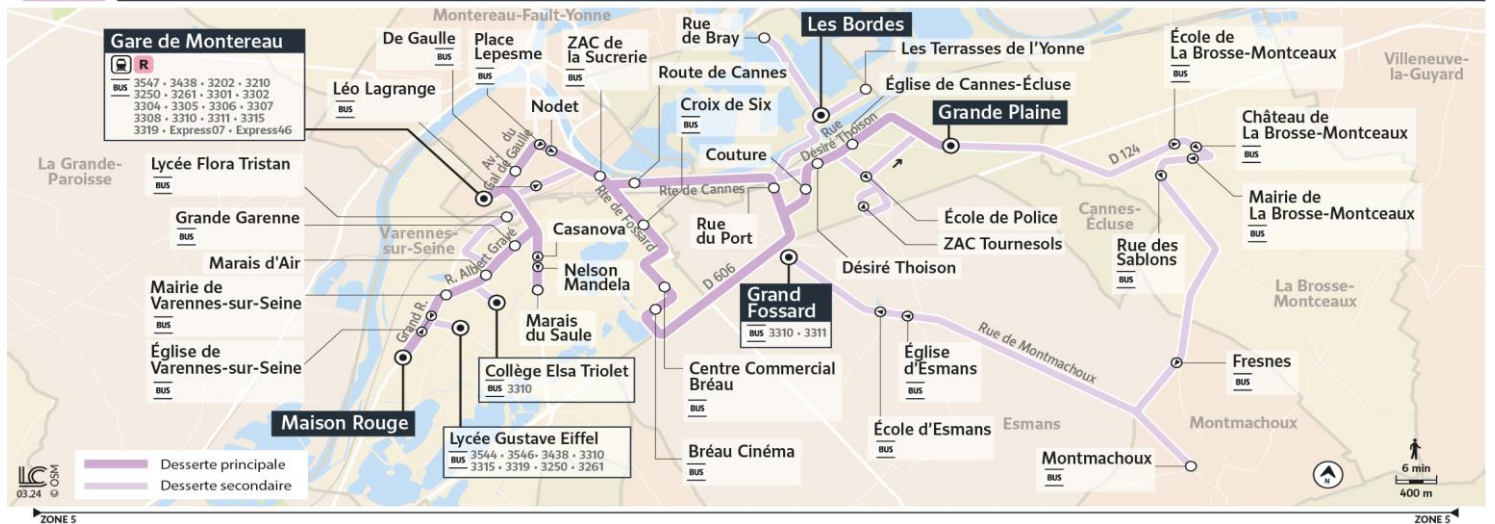 Montereau-Fault-Yonne
Gare de Montereau
R
BUS 3547 • 3438 • 3202 • 3210
3250 • 3261 • 3301 • 3302
3304 • 3305 • 3306 • 3307
3308 • 3310 • 3311 • 3315
3319 • Express07 • Express46
De Gaulle
BUS
Place
Lepesme
BUS
ZAC de
la Sucrerie
BUS
Léo Lagrange
BUS
Nodet
Route de Cannes
Croix de Six
BUS
Rue
de Bray
Les Bordes
Les Terrasses de l'Yonne
Église de Cannes-Écluse
Grande Plaine
École de
La Brosse-Montceaux
BUS
Villeneuve-
la-Guyard
Château de
La Brosse-Montceaux
BUS
Mairie de
La Brosse-Montceaux
BUS
La Grande-
Paroisse
Av. du
Gal de Gaulle
Rue
Désiré Thoison
D 124
Couture
Rte de Cannes
Rte de Fossard
Lycée Flora Tristan
BUS
Grande Garenne
BUS
Varennes-
sur-Seine
Marais d'Air
R. Albert Gravé
Casanova
Nelson
Mandela
Rue
du Port
École de Police
ZAC Tournesols
Désiré Thoison
Cannes-
Écluse
Rue des
Sablons
BUS
Mairie de
Varennes-sur-Seine
BUS
Grand R.
Marais
du Saule
D 606
Grand
Fossard
BUS 3310 • 3311
La Brosse-
Montceaux
Église de
Varennes-sur-Seine
BUS
Collège Elsa Triolet
BUS 3310
Centre Commercial
Bréau
BUS
Église
d'Esmans
BUS
Rue de Montmachoux
Fresnes
BUS
Maison Rouge
Lycée Gustave Eiffel
BUS 3544 • 3546 • 3438 • 3310
3315 • 3319 • 3250 • 3261
Bréau Cinéma
BUS
École d'Esmans
BUS
Esmans
Montmachoux
Montmachoux
BUS
Desserte principale
Desserte secondaire
LC
03.24
© OSM
N
6 min
400 m
ZONE 5
ZONE 5